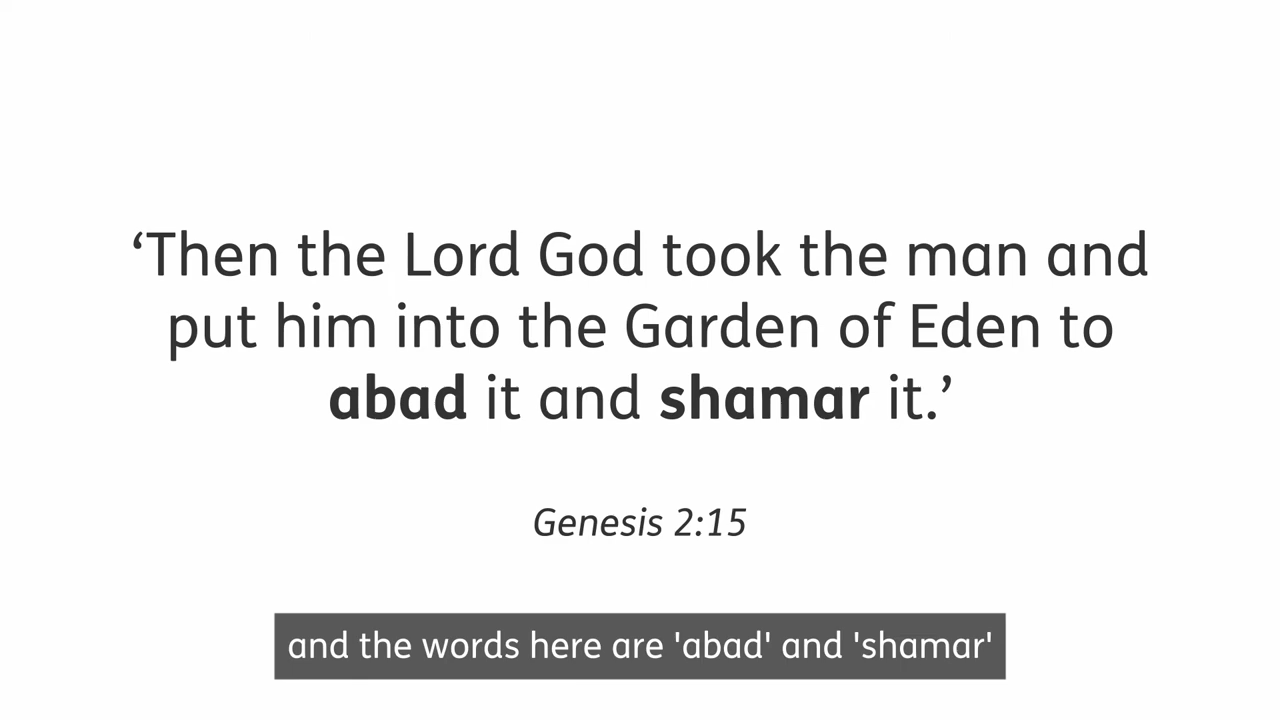 ‘Then the Lord God took the man and
put him into the Garden of Eden to
abad it and shamar it.’
Genesis 2:15
and the words here are 'abad' and 'shamar'